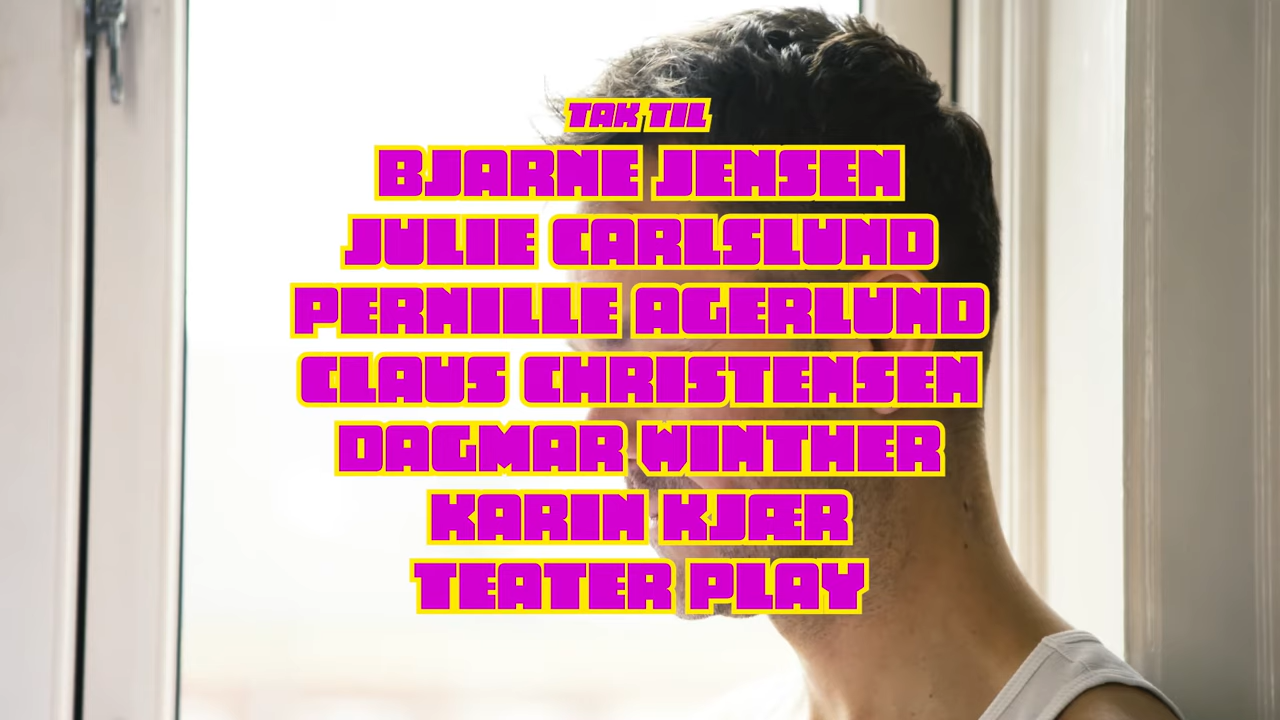 TAK TIL
BJARNE JENSEN
JULIE CARLSLUND
PERNILLE AGERLUND
CLAUS CHRISTENSEN
DAGMAR WINTHER
KARIN KJÆR
TEATER PLAY